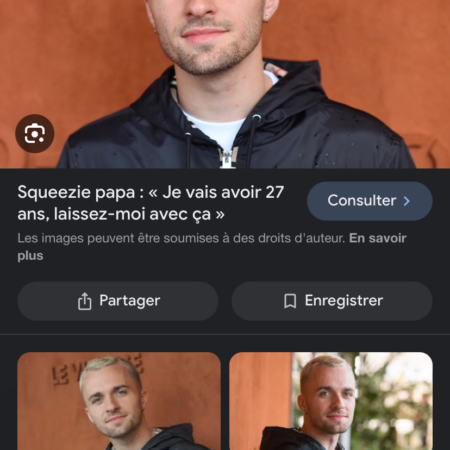 Squeezie papa : « Je vais avoir 27
ans, laissez-moi avec ça »
Consulter
Les images peuvent être soumises à des droits d'auteur. En savoir
plus
Partager
Enregistrer